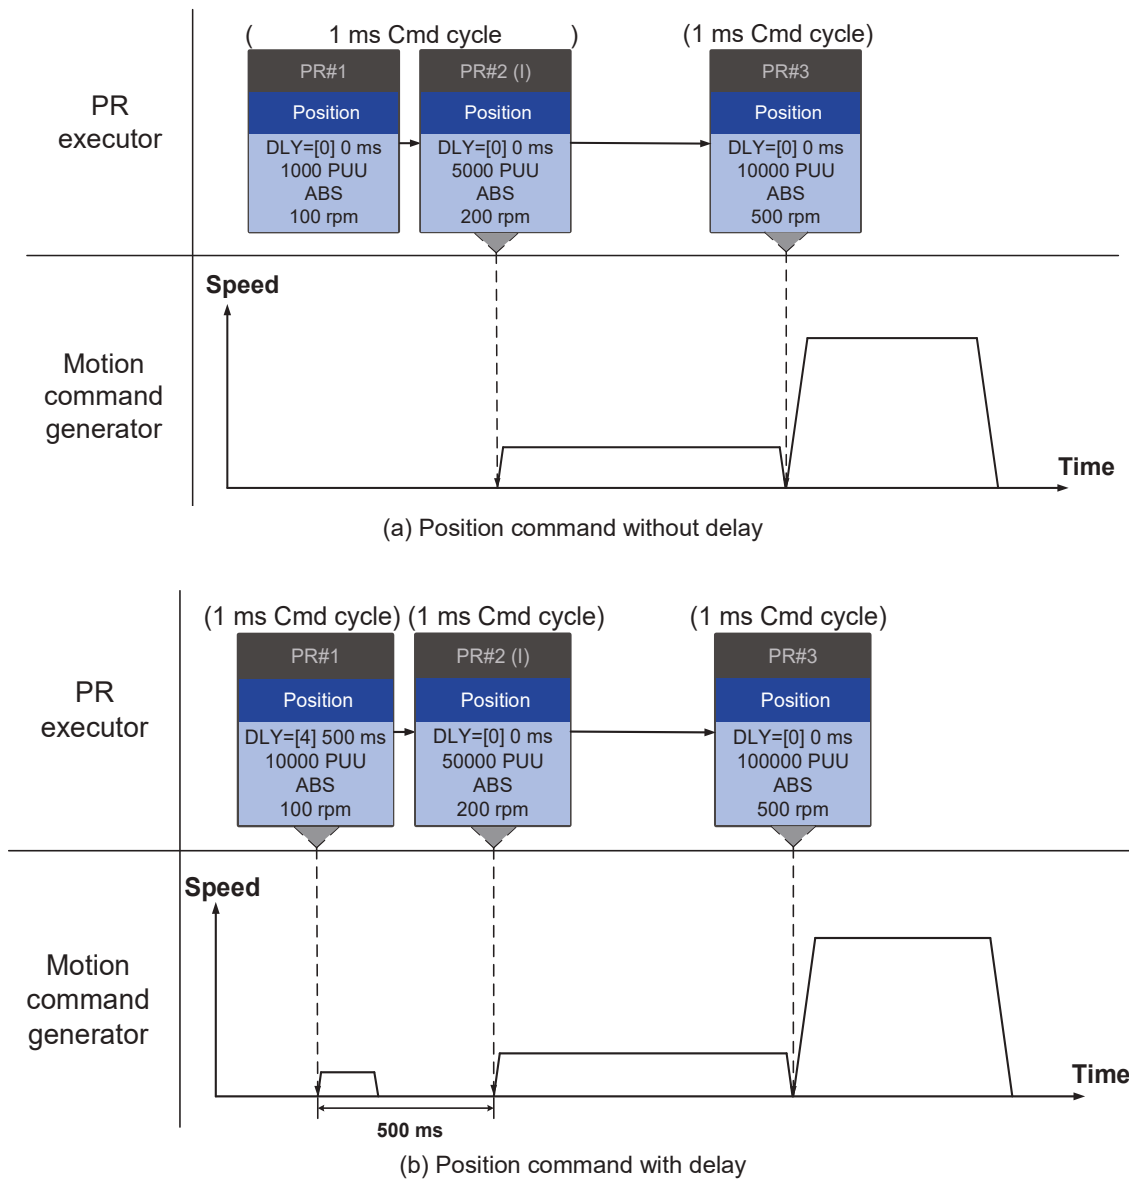 ( 1 ms Cmd cycle )
(1 ms Cmd cycle)
PR
executor
PR#1
Position
DLY=[0] 0 ms
1000 PUU
ABS
100 rpm
PR#2 (I)
Position
DLY=[0] 0 ms
5000 PUU
ABS
200 rpm
PR#3
Position
DLY=[0] 0 ms
10000 PUU
ABS
500 rpm
Motion
command
generator
Speed
Time
(a) Position command without delay
(1 ms Cmd cycle)
(1 ms Cmd cycle)
(1 ms Cmd cycle)
PR
executor
PR#1
Position
DLY=[4] 500 ms
10000 PUU
ABS
100 rpm
PR#2 (I)
Position
DLY=[0] 0 ms
50000 PUU
ABS
200 rpm
PR#3
Position
DLY=[0] 0 ms
100000 PUU
ABS
500 rpm
Motion
command
generator
Speed
Time
500 ms
(b) Position command with delay